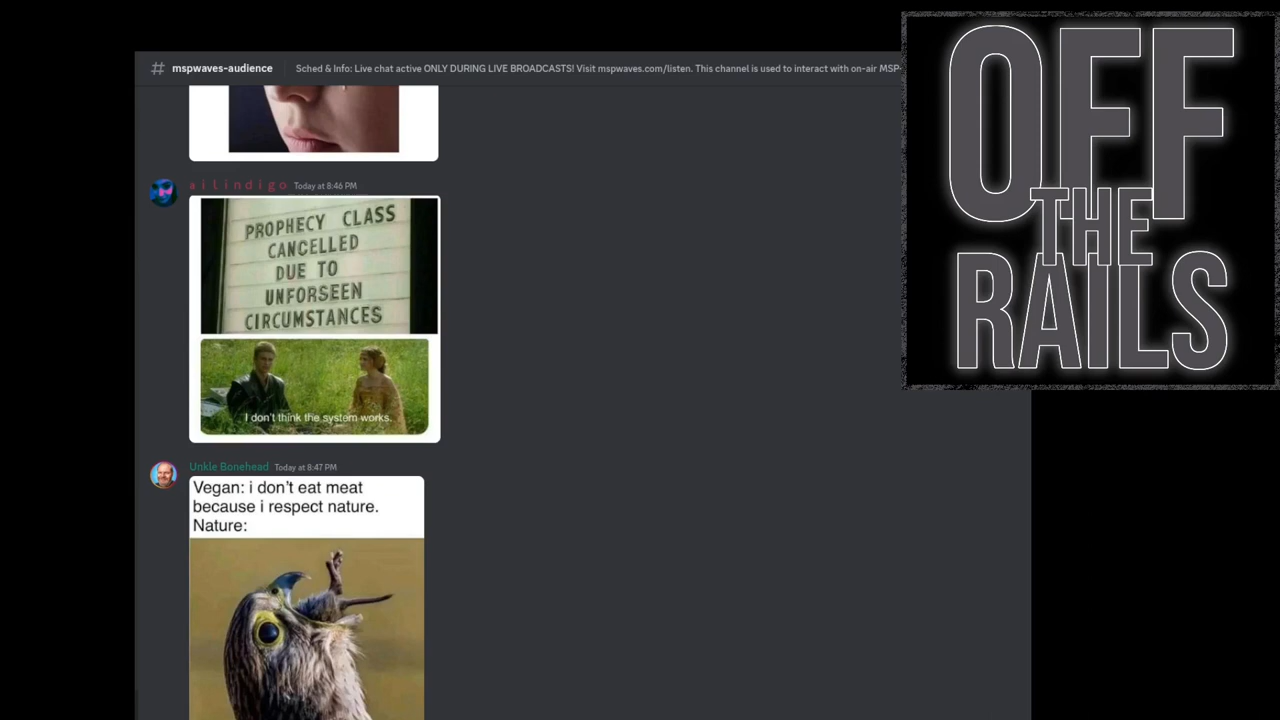 # mspwaves-audience
Sched & Info: Live chat active ONLY DURING LIVE BROADCASTS! Visit mspwaves.com/listen. This channel is used to interact with on-air MSP-
OFF
THE
RAILS
a i l i n d i g o Today at 8:46 PM
PROPHECY CLASS
CANCELLED
DUE TO
UNFORSEEN
CIRCUMSTANCES
I don't think the system works.
Unkle Bonehead Today at 8:47 PM
Vegan: i don't eat meat
because i respect nature.
Nature: